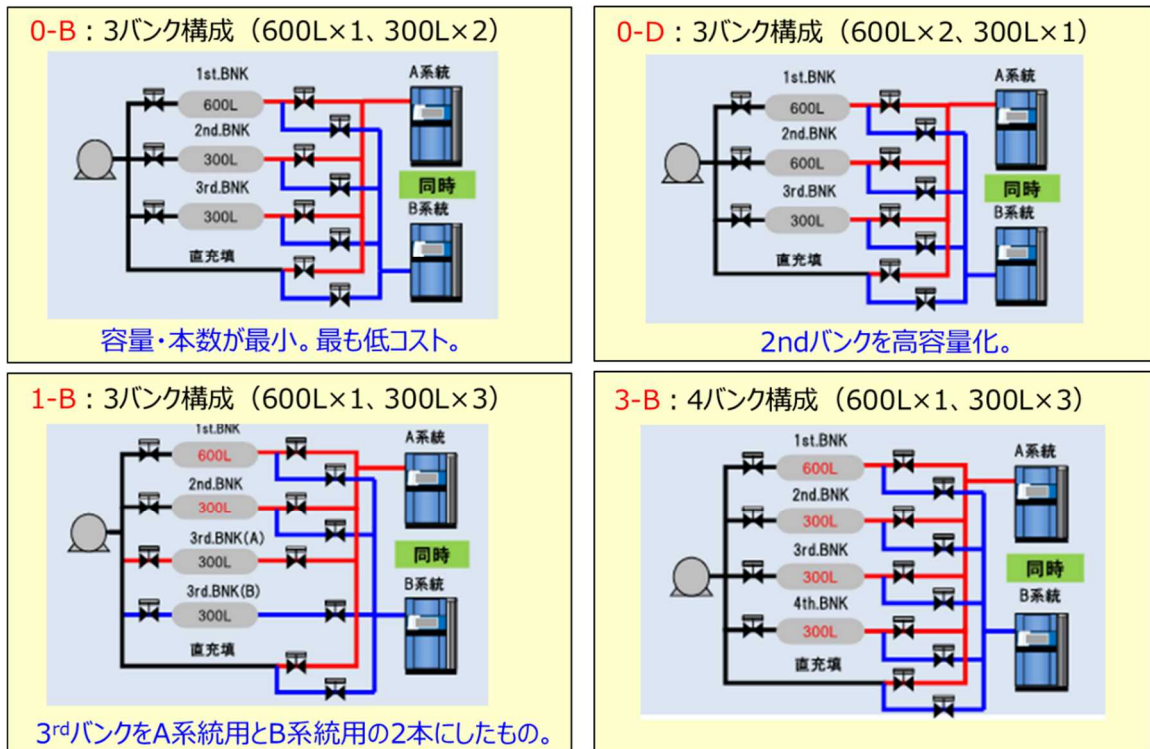 0-B：3バンク構成（600L×1、300L×2）
1st.BNK
A系統
600L
2nd.BNK
300L
3rd.BNK
同時
300L
B系統
直充填
容量・本数が最小。最も低コスト。
0-D：3バンク構成（600L×2、300L×1）
1st.BNK
A系統
600L
2nd.BNK
600L
3rd.BNK
同時
300L
B系統
直充填
2ndバンクを高容量化。
1-B：3バンク構成（600L×1、300L×3）
1st.BNK
A系統
600L
2nd.BNK
300L
3rd.BNK(A)
300L
同時
3rd.BNK(B)
B系統
300L
直充填
3rdバンクをA系統用とB系統用の2本にしたもの。
3-B：4バンク構成（600L×1、300L×3）
1st.BNK
A系統
600L
2nd.BNK
300L
3rd.BNK
同時
300L
4th.BNK
B系統
300L
直充填